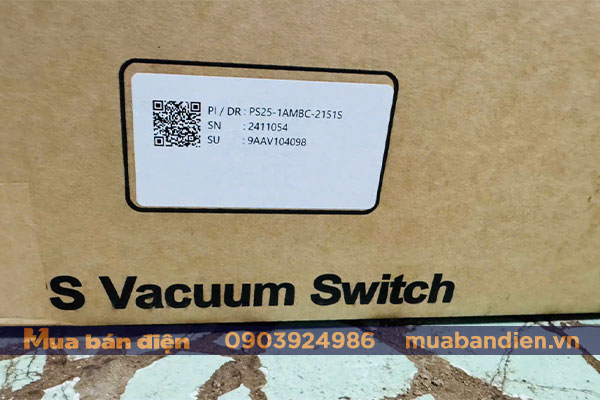 PI / DR : PS25-1AMBC-2151S
SN : 2411054
SU : 9AAV104098
S Vacuum Switch
Mua bán điện 0903924986 muabandien.vn